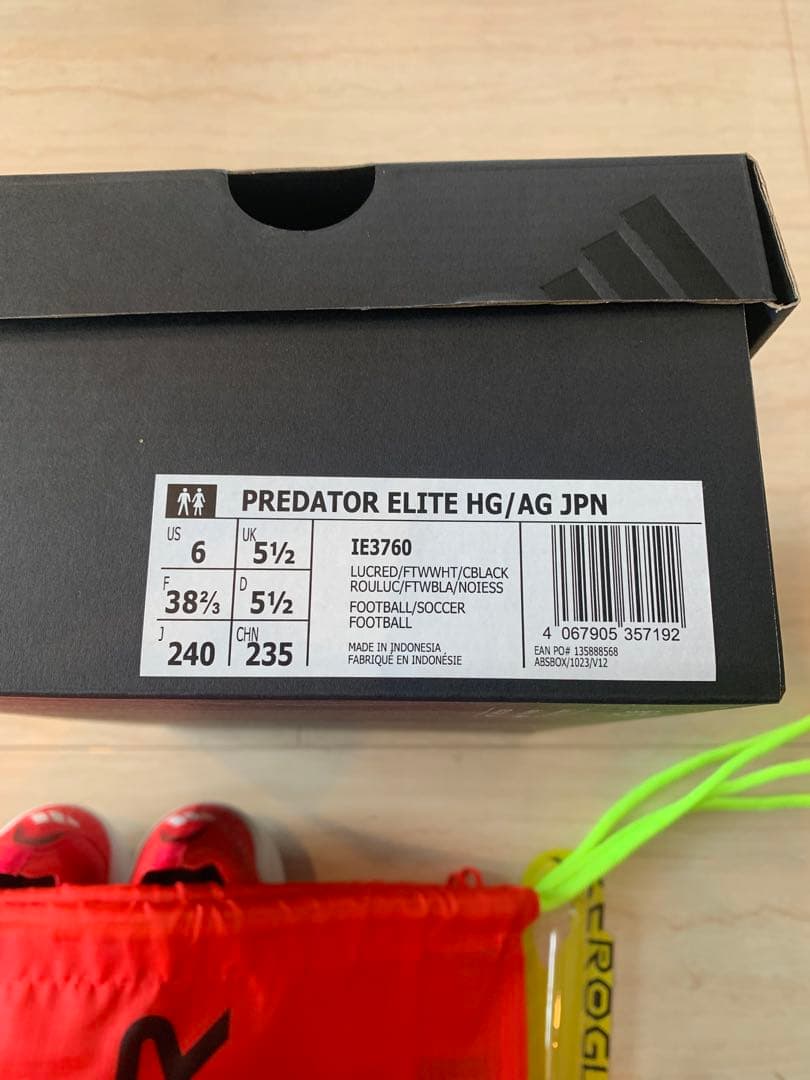 PREDATOR ELITE HG/AG JPN
US 6
UK 5½
F 38⅔
D 5½
J 240
CHN 235
IE3760
LUCRED/FTWWHT/CBLACK
ROULUC/FTWBLA/NOIESS
FOOTBALL/SOCCER
FOOTBALL
MADE IN INDONESIA
FABRIQUÉ EN INDONÉSIE
4 067905 357192
EAN PO# 135888568
ABSBOX/1023/V12